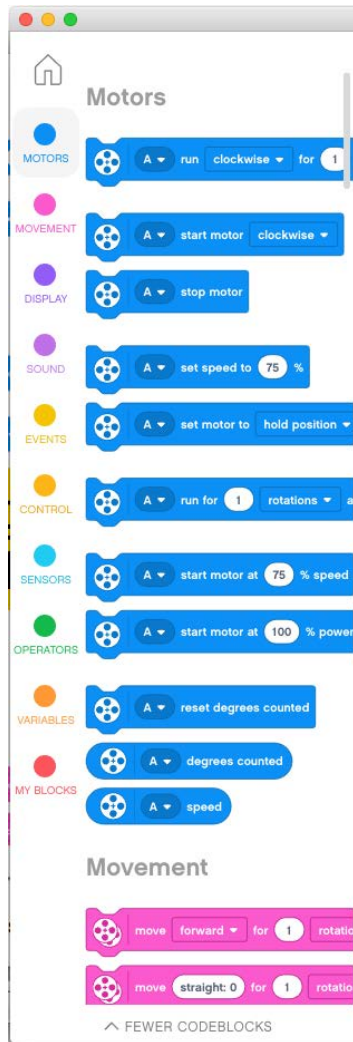 Motors
MOTORS
A run clockwise for 1
MOVEMENT
A start motor clockwise
DISPLAY
A stop motor
SOUND
A set speed to 75 %
EVENTS
A set motor to hold position
CONTROL
A run for 1 rotations a
SENSORS
A start motor at 75 % speed
OPERATORS
A start motor at 100 % power
VARIABLES
A reset degrees counted
MY BLOCKS
A degrees counted
A speed
Movement
move forward for 1 rotatio
move straight: 0 for 1 rotatio
FEWER CODEBLOCKS